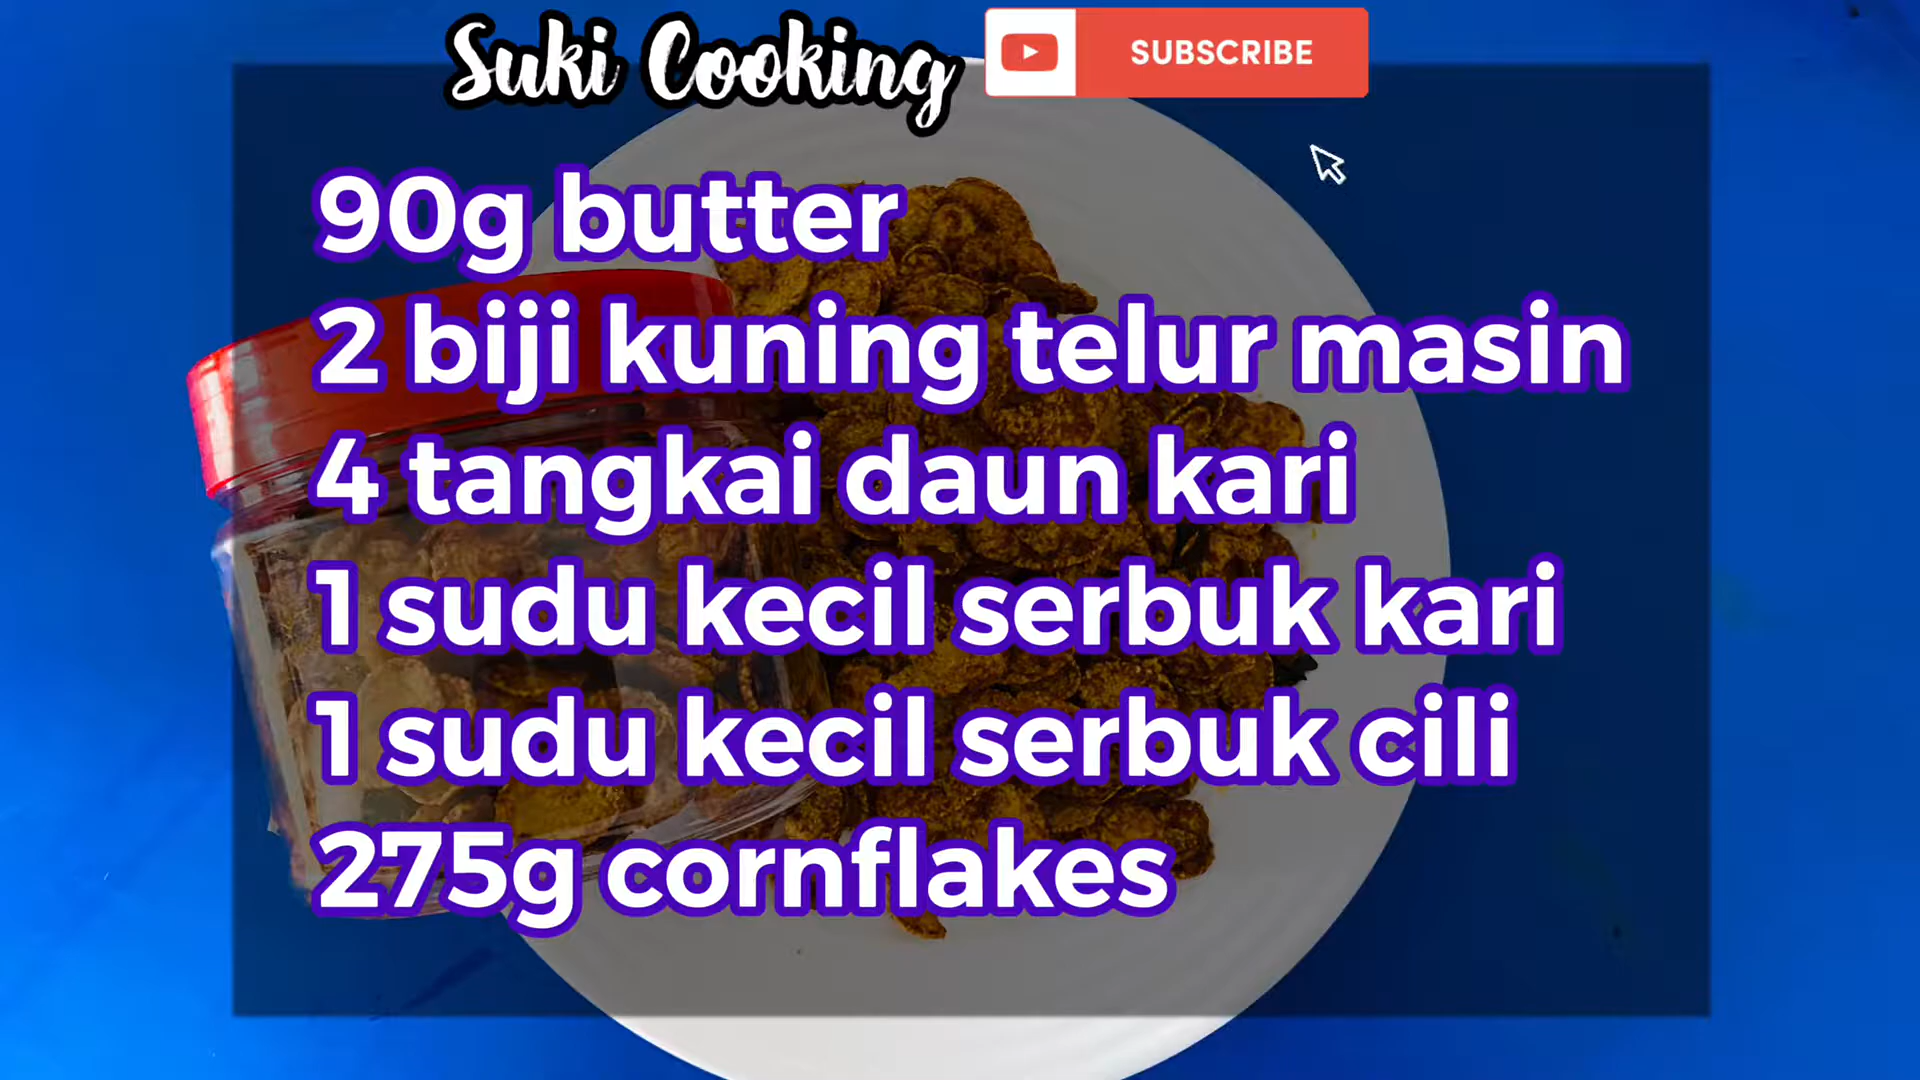 Suki Cooking
SUBSCRIBE
90g butter
2 biji kuning telur masin
4 tangkai daun kari
1 sudu kecil serbuk kari
1 sudu kecil serbuk cili
275g cornflakes